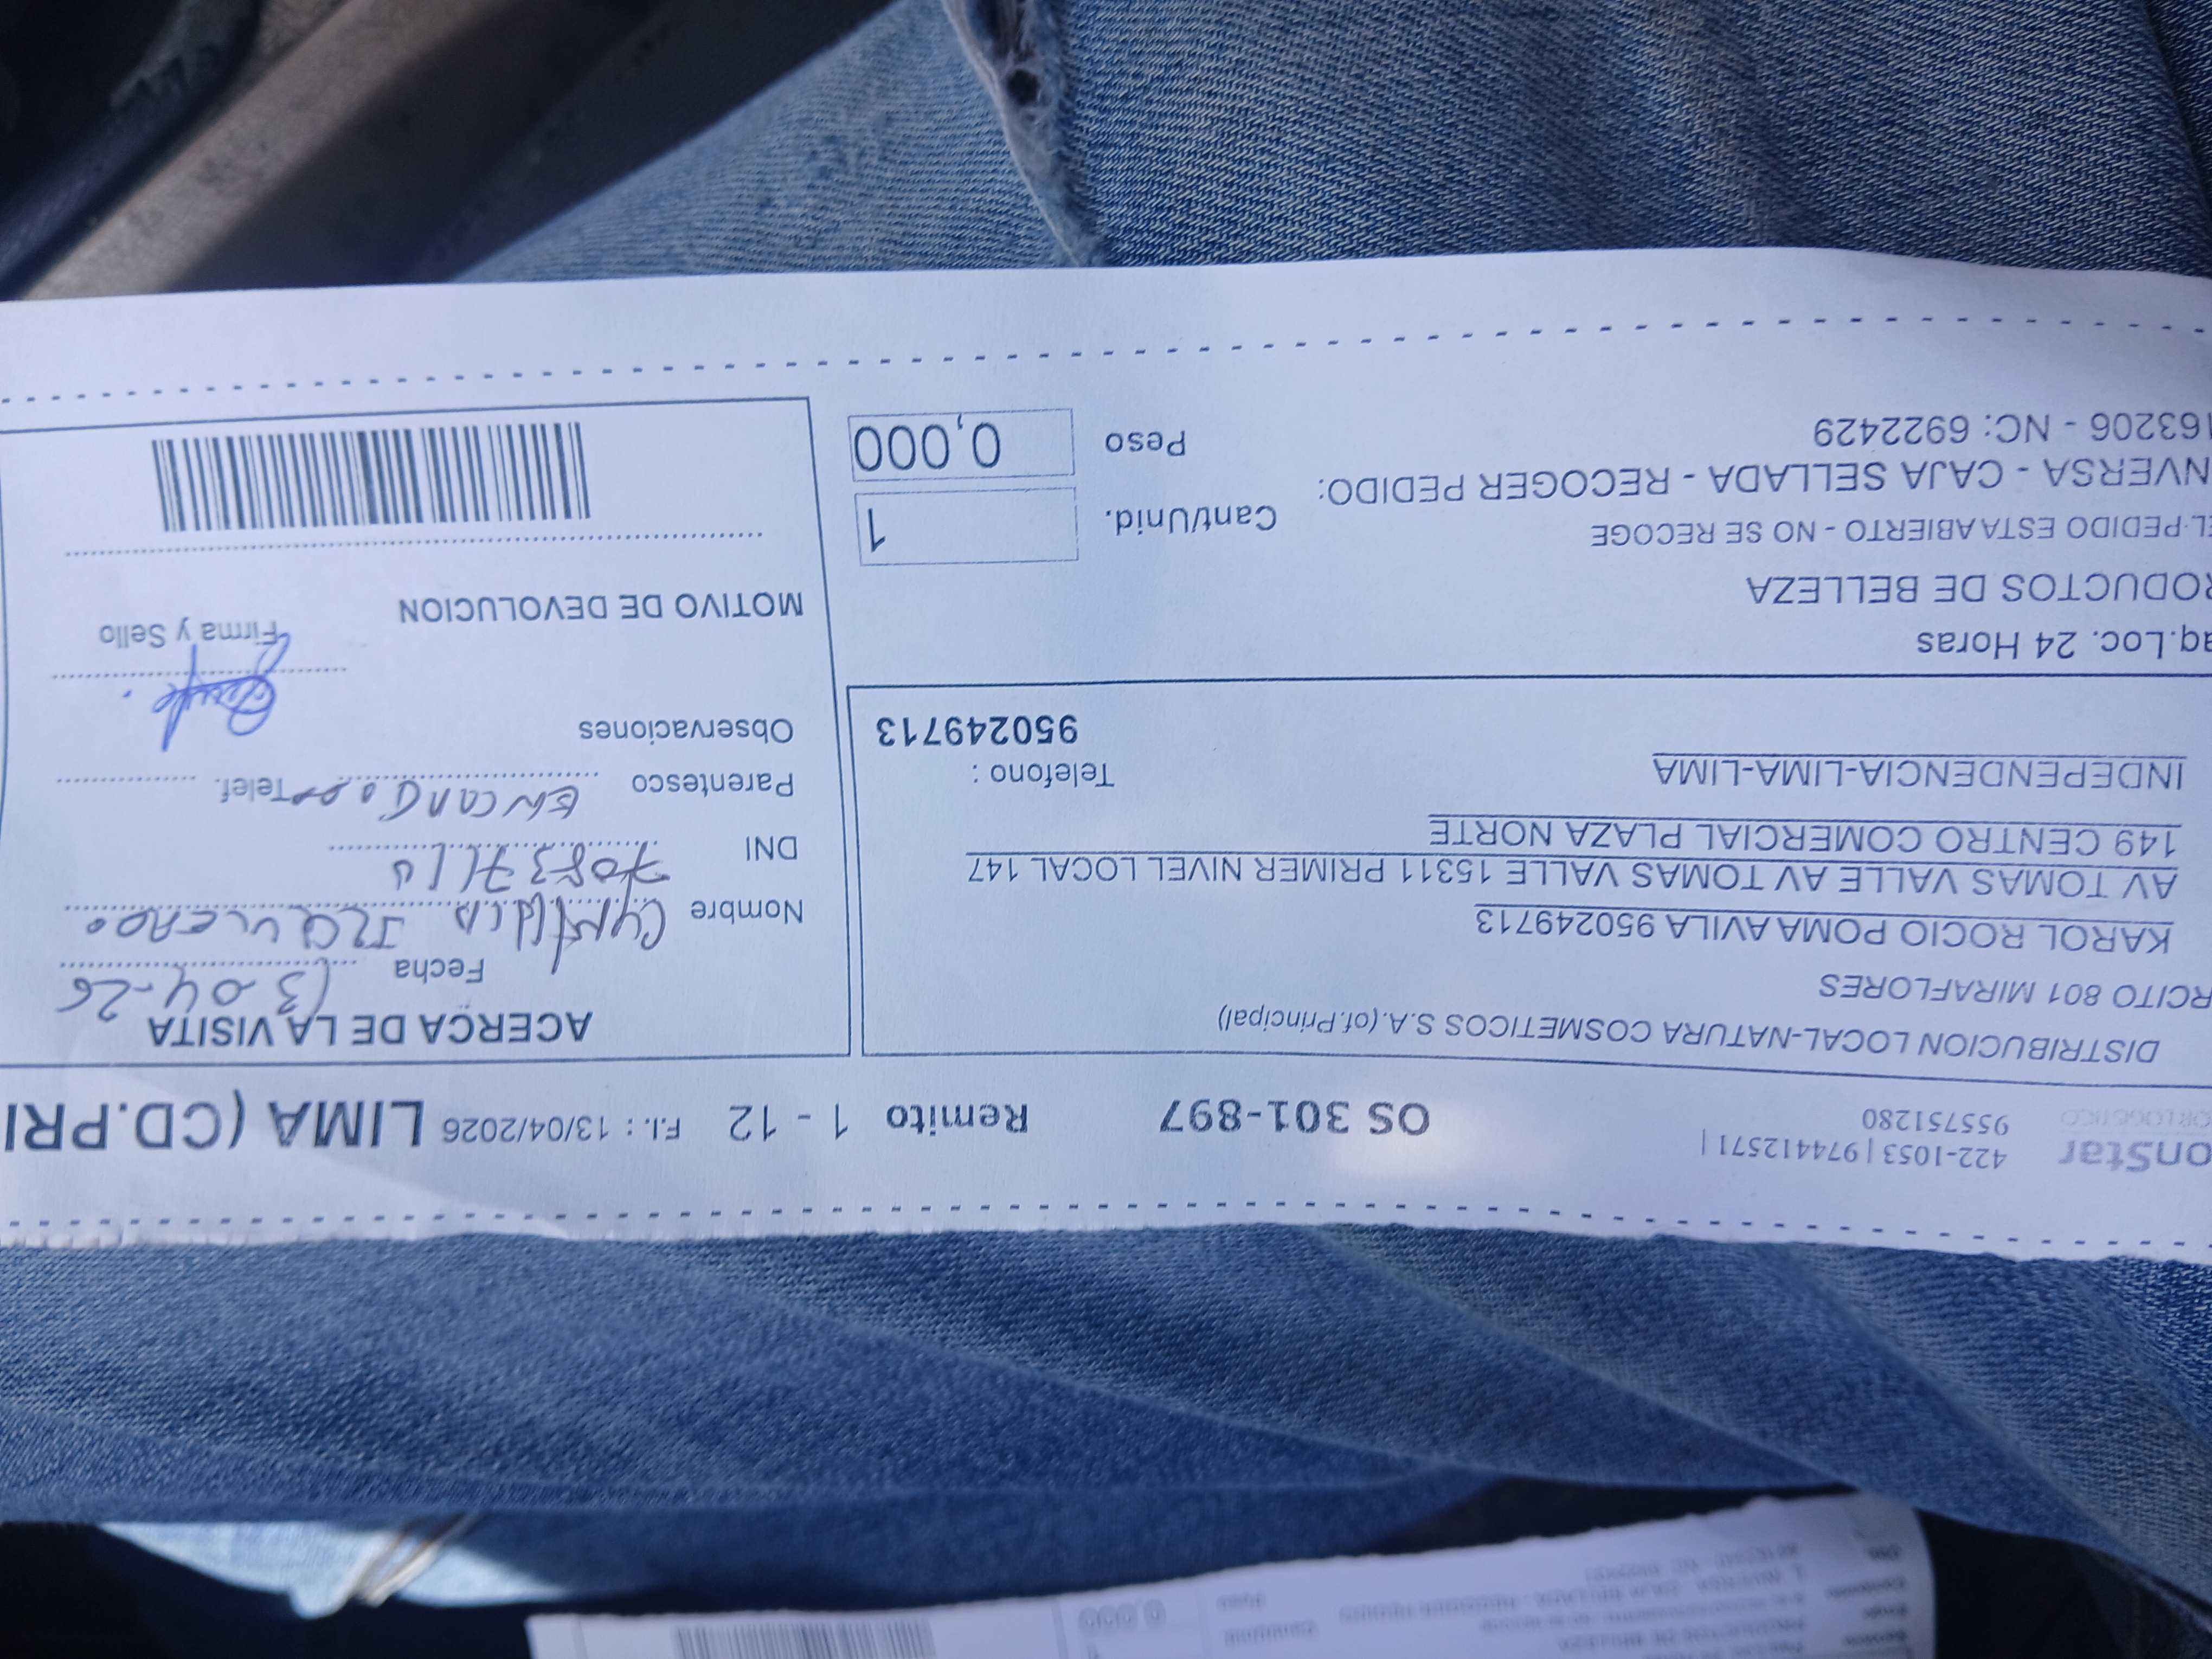 onStar 422-1053 | 974412571 | 955751280 OS 301-897 Remito 1 - 12 F.I. : 13/04/2026 LIMA (CD.PRI
DISTRIBUCION LOCAL-NATURA COSMETICOS S.A.(of.Principal)
RCITO 801 MIRAFLORES
KAROL ROCIO POMA AVILA 950249713
AV TOMAS VALLE AV TOMAS VALLE AV TOMAS VALLE 15311 PRIMER NIVEL LOCAL 147
149 CENTRO COMERCIAL PLAZA NORTE
INDEPENDENCIA-LIMA-LIMA
Telefono :
950249713
aq.Loc. 24 Horas
RODUCTOS DE BELLEZA
EL-PEDIDO ESTA ABIERTO - NO SE RECOGE
NVERSA - CAJA SELLADA - RECOGER PEDIDO:
163206 - NC: 6922429
Cant/Unid. 1
Peso 0,000
ACERCA DE LA VISITA
Fecha 13-04-26
Nombre
DNI
Parentesco Telef.
Observaciones
Firma y Sello
MOTIVO DE DEVOLUCION